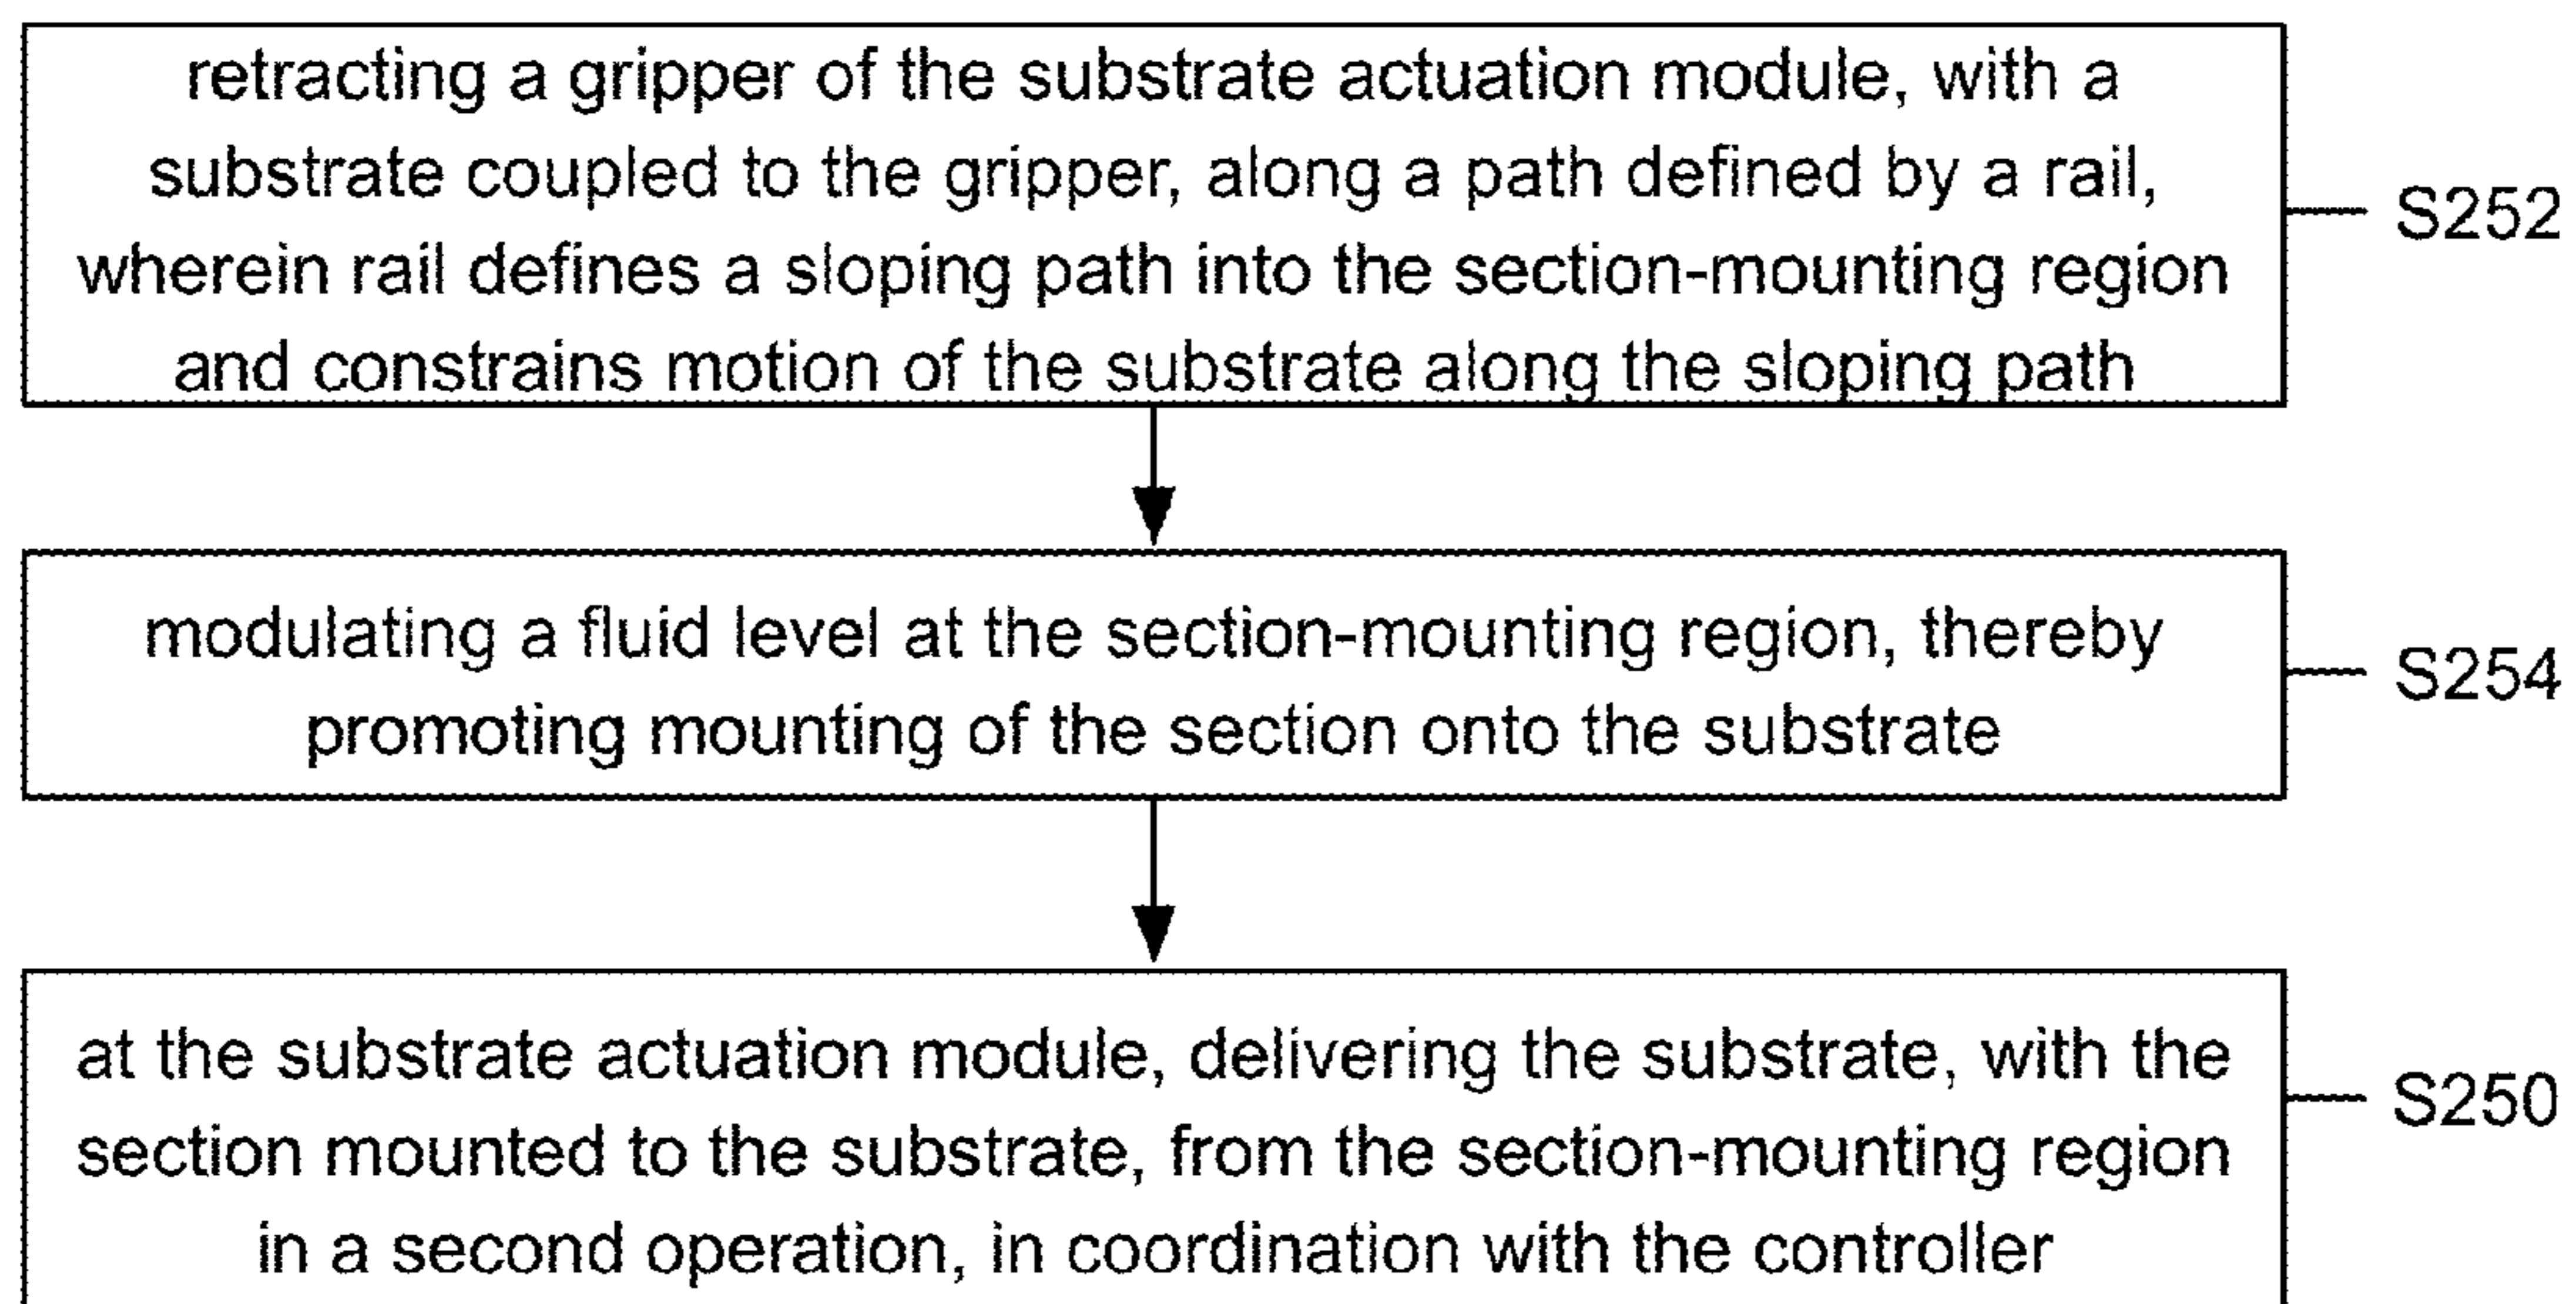 retracting a gripper of the substrate actuation module, with a
substrate coupled to the gripper, along a path defined by a rail,
wherein rail defines a sloping path into the section-mounting region
and constrains motion of the substrate along the sloping path
S252
modulating a fluid level at the section-mounting region, thereby
promoting mounting of the section onto the substrate
S254
at the substrate actuation module, delivering the substrate, with the
section mounted to the substrate, from the section-mounting region
in a second operation, in coordination with the controller
S250